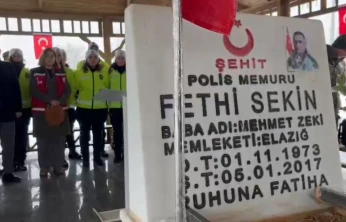 ŞEHİT
POLİS MEMURU
FETHİ SEKİN
BABA ADI:MEHMET ZEKİ
MEMLEKETİ:ELAZIĞ
D.T:01.11.1973
Ş.T:05.01.2017
RUHUNA FATİHA